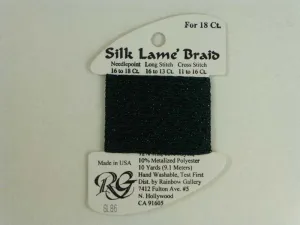 For 18 Ct.
Silk Lame' Braid
Needlepoint Long Stitch Cross Stitch
16 to 18 Ct. 16 to 13 Ct. 11 to 16 Ct.
10% Metalized Polyester
10 Yards (9.1 Meters)
Hand Washable, Test First
Dist. by Rainbow Gallery
7412 Fulton Ave. #5
N. Hollywood
CA 91605
Made in USA
RG